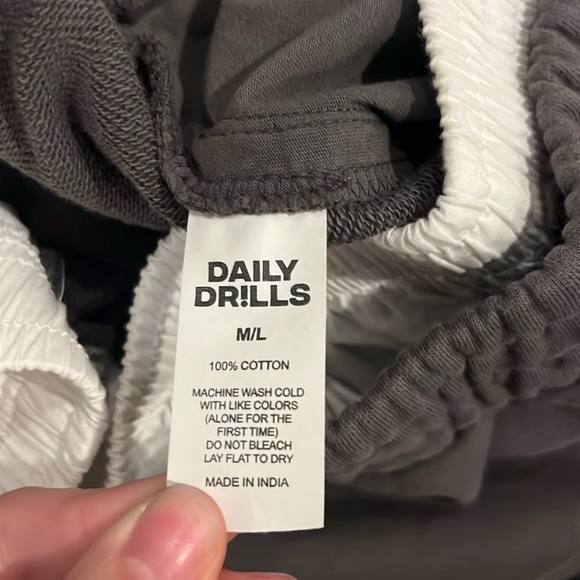 DAILY
DR!LLS
M/L
100% COTTON
MACHINE WASH COLD
WITH LIKE COLORS
(ALONE FOR THE
FIRST TIME)
DO NOT BLEACH
LAY FLAT TO DRY
MADE IN INDIA